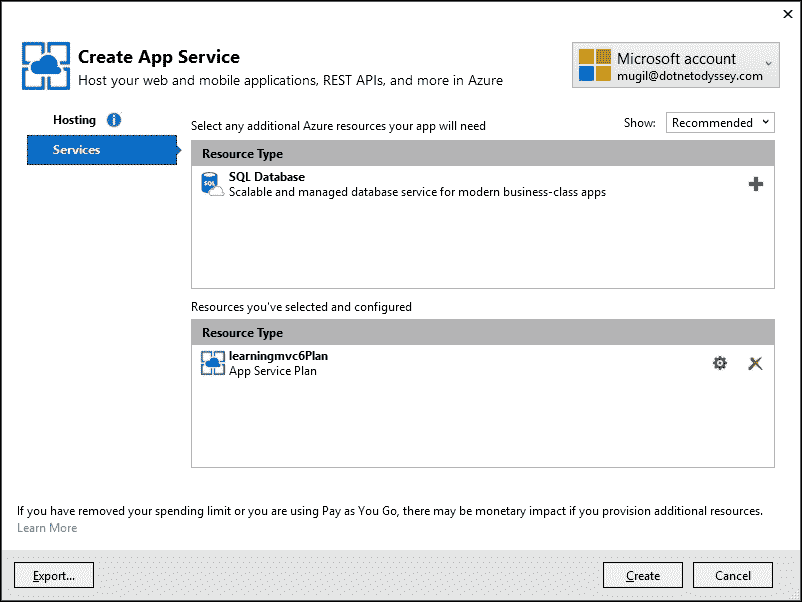 Create App Service
Host your web and mobile applications, REST APIs, and more in Azure
Microsoft account
mugil@dotnetodyssey.com
Hosting
Services
Select any additional Azure resources your app will need
Show: Recommended
Resource Type
SQL
SQL Database
Scalable and managed database service for modern business-class apps
Resources you've selected and configured
Resource Type
learningmvc6Plan
App Service Plan
If you have removed your spending limit or you are using Pay as You Go, there may be monetary impact if you provision additional resources.
Learn More
Export...
Create
Cancel